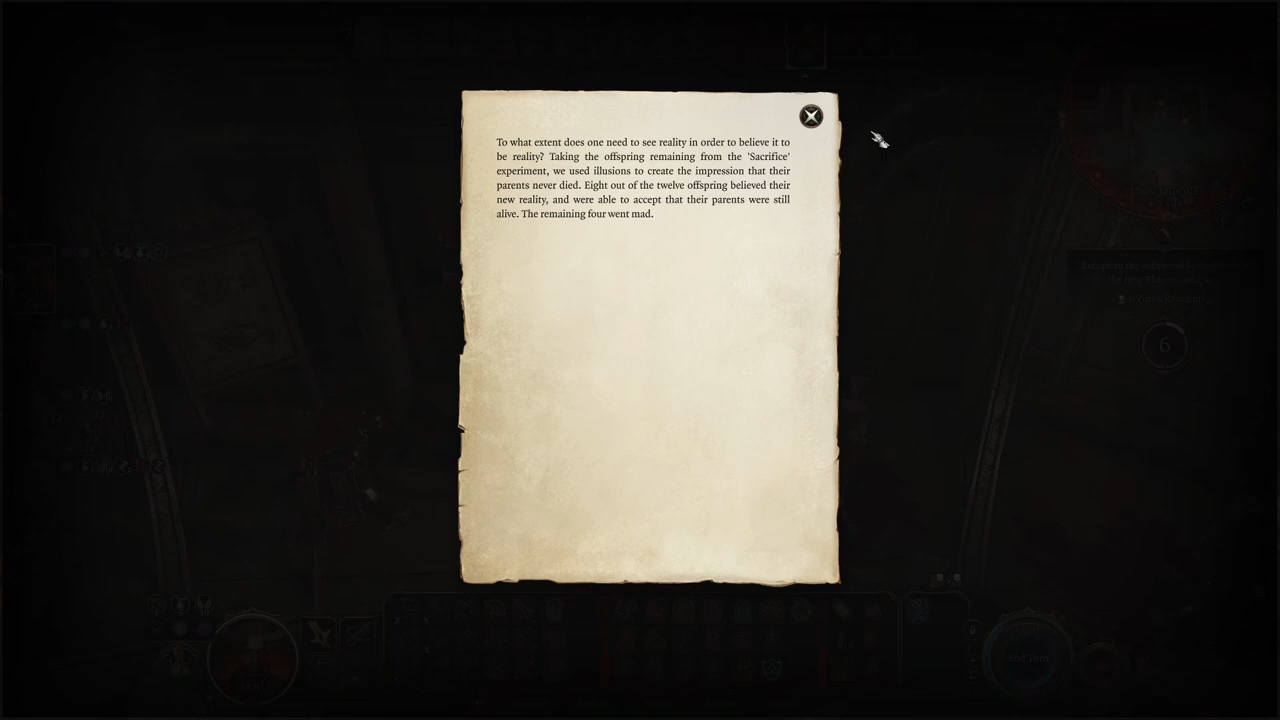 To what extent does one need to see reality in order to believe it to
be reality? Taking the offspring remaining from the 'Sacrifice'
experiment, we used illusions to create the impression that their
parents never died. Eight out of the twelve offspring believed their
new reality, and were able to accept that their parents were still
alive. The remaining four went mad.
6
End Turn